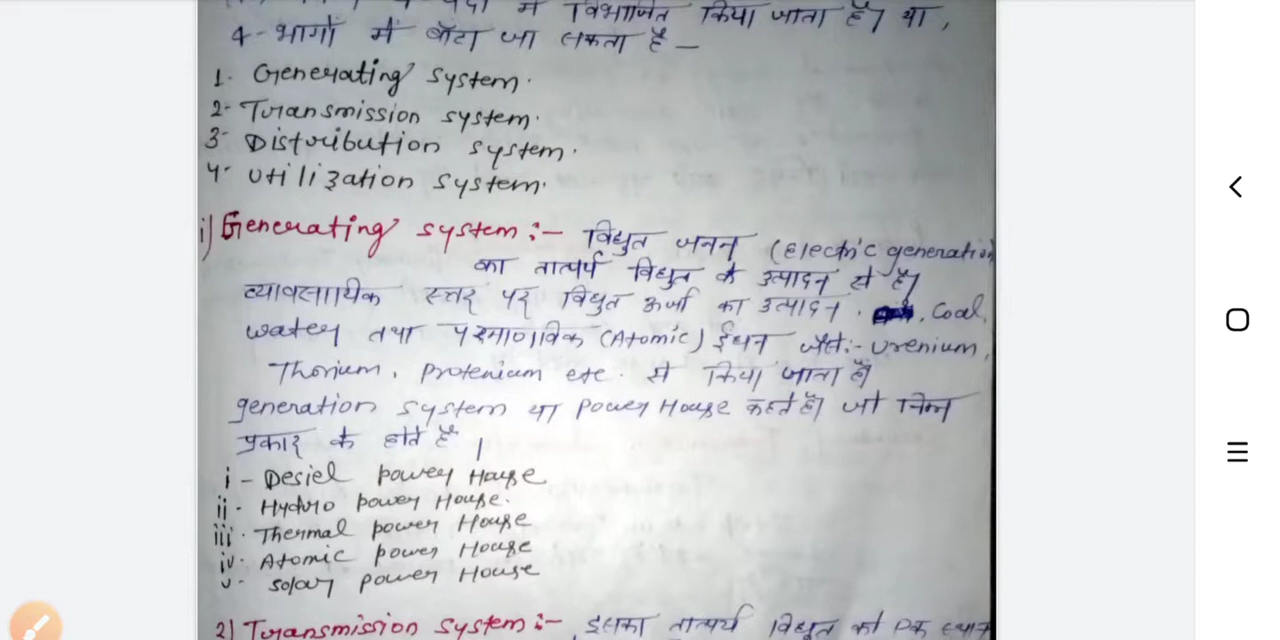 में विभाजित किया जाता है। या,
4- भागों में बाँटा जा सकता है –
1- Generating system.
2- Transmission system.
3- Distribution system.
4- Utilization system.
i) Generating system :- विधुत जनन (Electric generation)
का तात्पर्य विधुत के उत्पादन से है।
व्यावसायिक स्तर पर विधुत ऊर्जा का उत्पादन , Coal,
water तथा परमाणविक (Atomic) ईधन जैसे:- Urenium,
Thorium, Protenium etc. से किया जाता है।
generation system या Power House कहते है। जो निम्न
प्रकार के होते है ।
i - Desiel power House
ii - Hydro power House.
iii - Thermal power House
iv - Atomic power House
v - Solar power House
2) Transmission system :- इसका तात्पर्य विधुत को एक स्थान